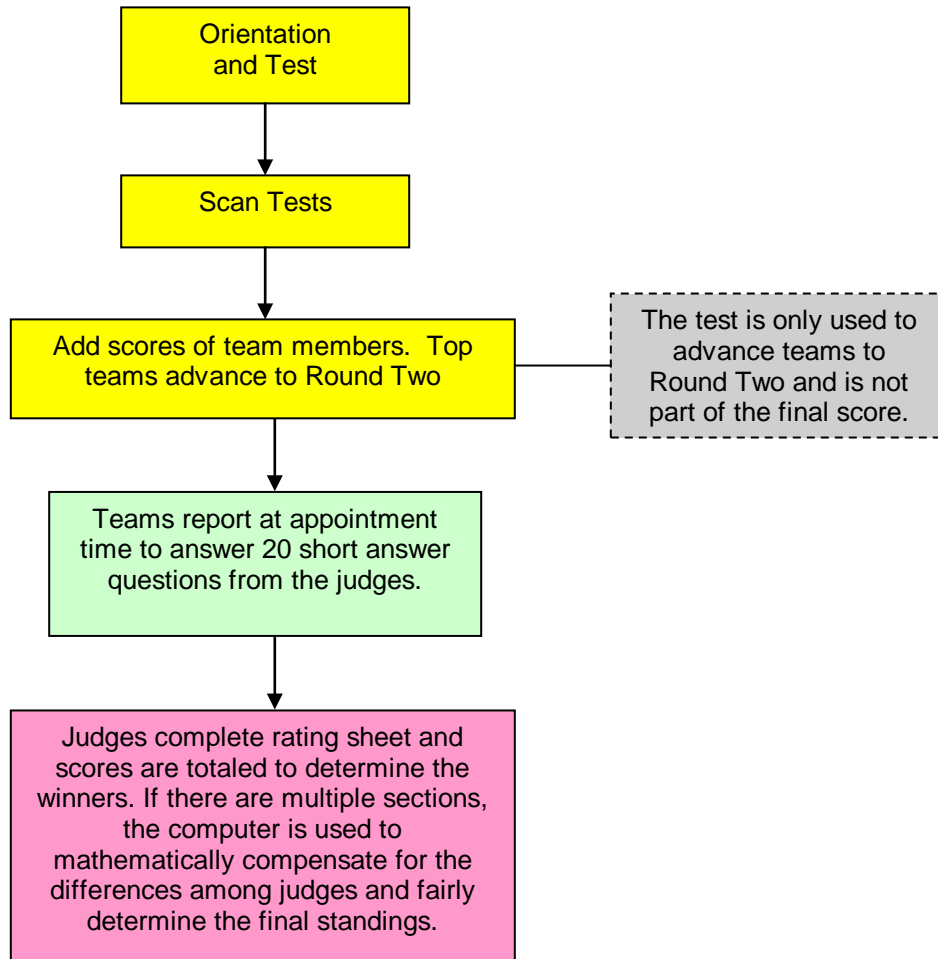 Orientation
and Test
Scan Tests
Add scores of team members. Top
teams advance to Round Two
The test is only used to
advance teams to
Round Two and is not
part of the final score.
Teams report at appointment
time to answer 20 short answer
questions from the judges.
Judges complete rating sheet and
scores are totaled to determine the
winners. If there are multiple sections,
the computer is used to
mathematically compensate for the
differences among judges and fairly
determine the final standings.